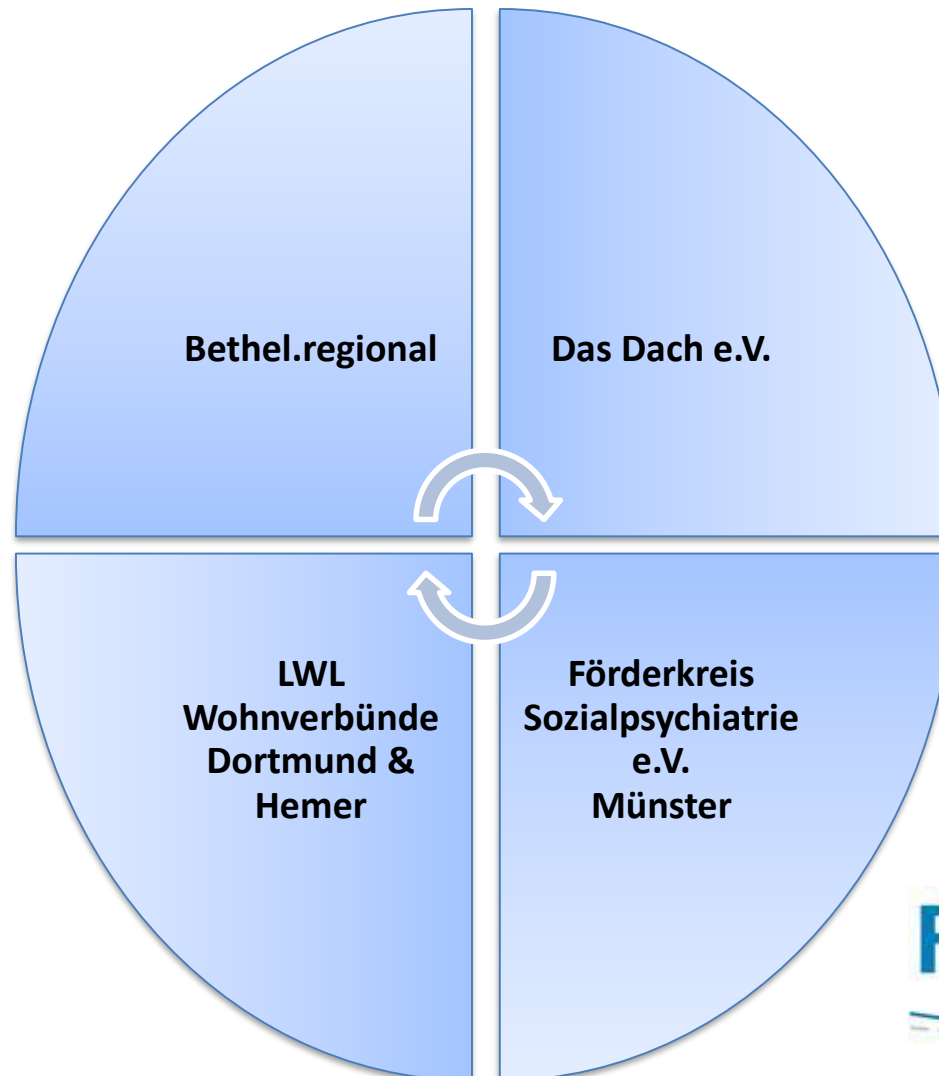 Bethel.regional
Das Dach e.V.
LWL
Wohnverbünde
Dortmund &
Hemer
Förderkreis
Sozialpsychiatrie
e.V.
Münster